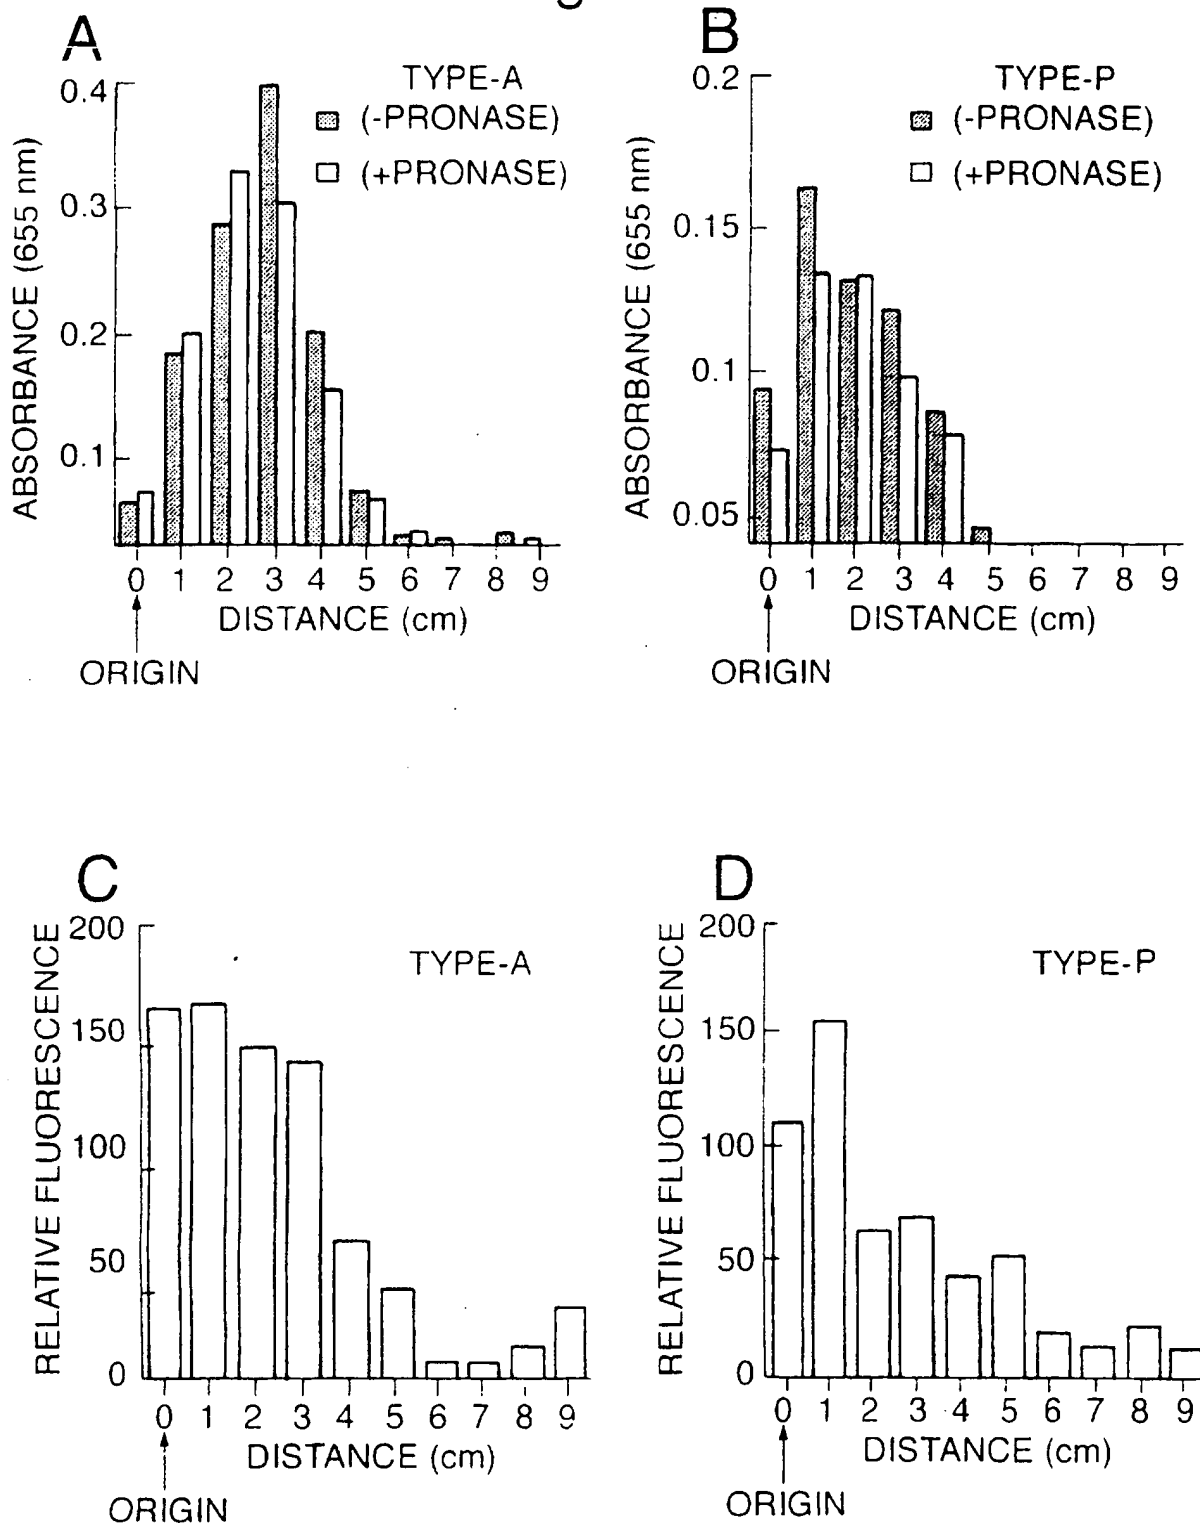 A
TYPE-A
(-PRONASE)
(+PRONASE)
ABSORBANCE (655 nm)
0.4
0.3
0.2
0.1
0 1 2 3 4 5 6 7 8 9
DISTANCE (cm)
ORIGIN
B
TYPE-P
(-PRONASE)
(+PRONASE)
ABSORBANCE (655 nm)
0.2
0.15
0.1
0.05
0 1 2 3 4 5 6 7 8 9
DISTANCE (cm)
ORIGIN
C
TYPE-A
RELATIVE FLUORESCENCE
200
150
100
50
0
0 1 2 3 4 5 6 7 8 9
DISTANCE (cm)
ORIGIN
D
TYPE-P
RELATIVE FLUORESCENCE
200
150
100
50
0
0 1 2 3 4 5 6 7 8 9
DISTANCE (cm)
ORIGIN